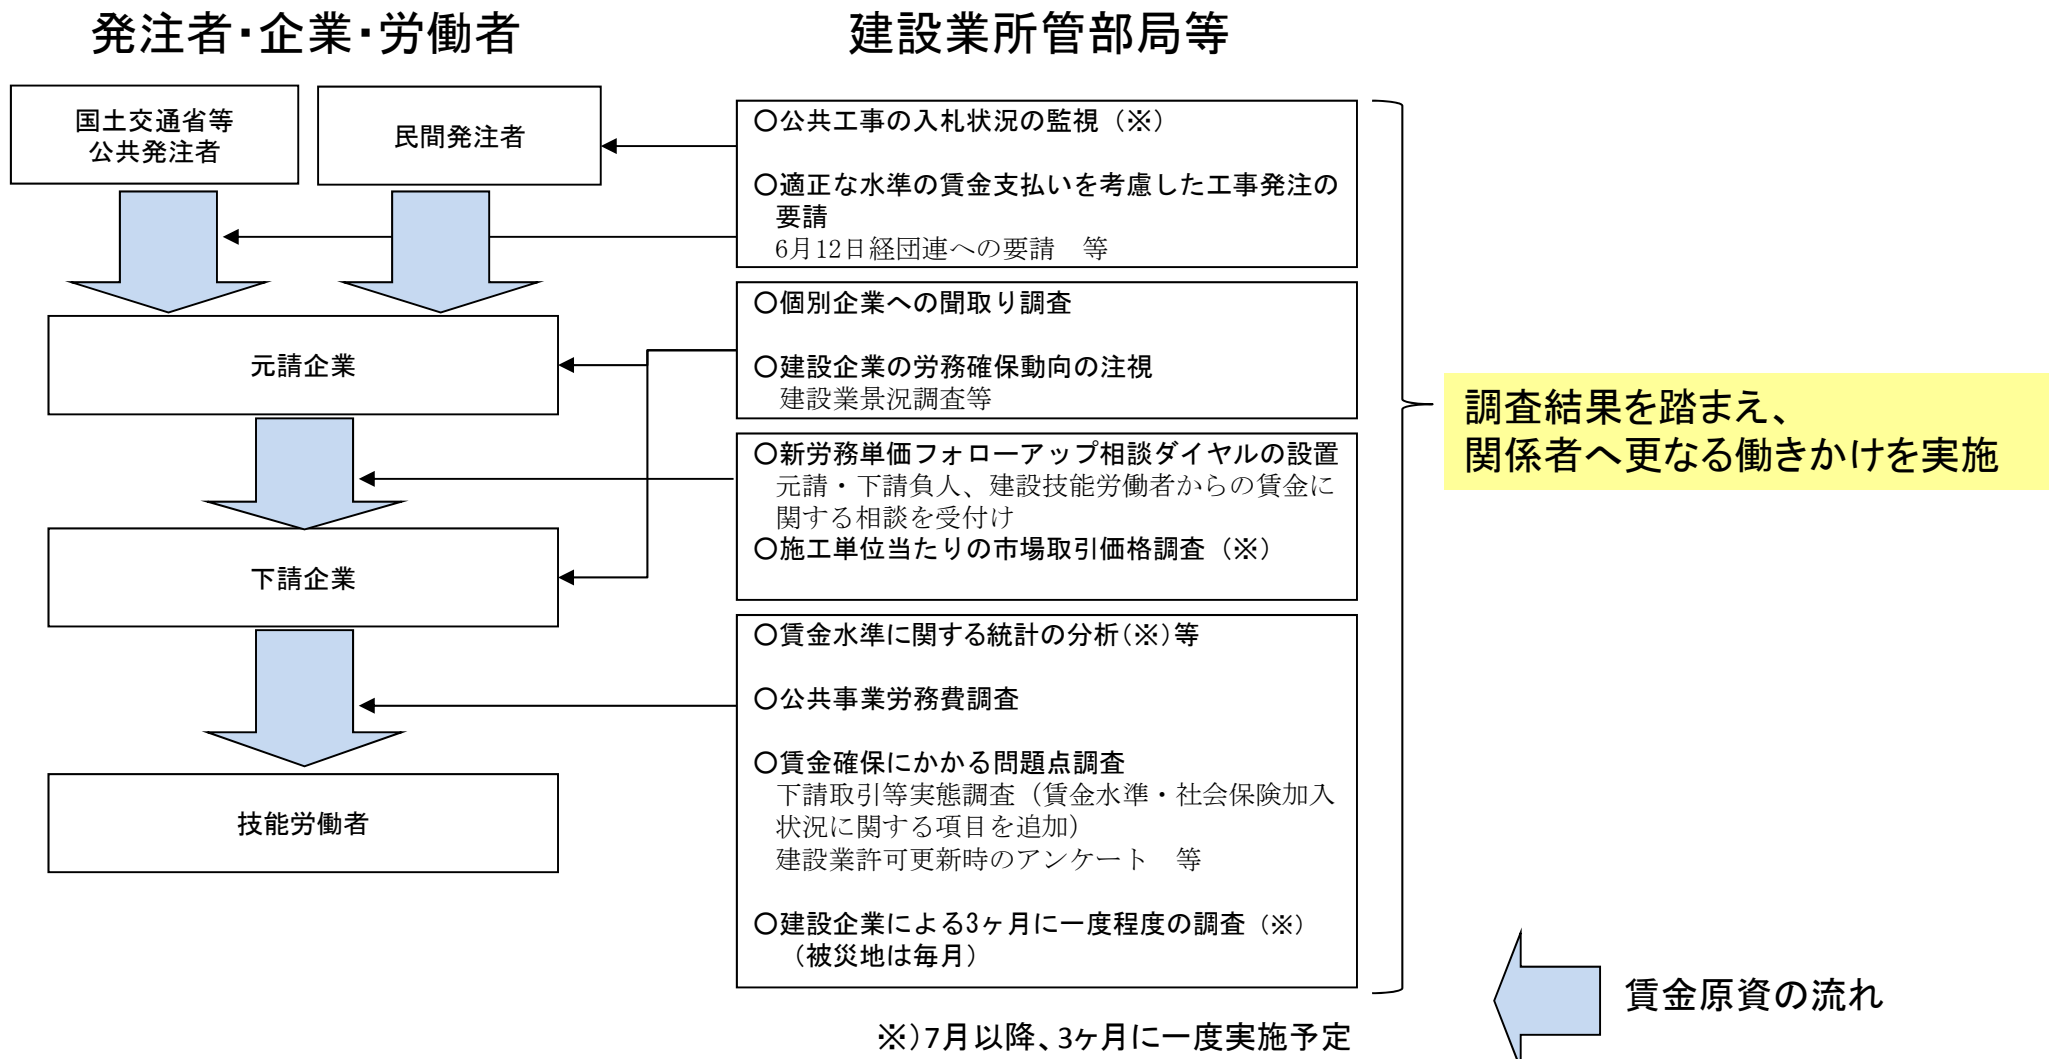 発注者・企業・労働者
建設業所管部局等
国土交通省等
公共発注者
民間発注者
元請企業
下請企業
技能労働者
○公共工事の入札状況の監視（※）
○適正な水準の賃金支払いを考慮した工事発注の
要請
6月12日経団連への要請　等
○個別企業への聞取り調査
○建設企業の労務確保動向の注視
建設業景況調査等
○新労務単価フォローアップ相談ダイヤルの設置
元請・下請負人、建設技能労働者からの賃金に
関する相談を受付け
○施工単位当たりの市場取引価格調査（※）
○賃金水準に関する統計の分析（※）等
○公共事業労務費調査
○賃金確保にかかる問題点調査
下請取引等実態調査（賃金水準・社会保険加入
状況に関する項目を追加）
建設業許可更新時のアンケート　等
○建設企業による3ヶ月に一度程度の調査（※）
（被災地は毎月）
調査結果を踏まえ、
関係者へ更なる働きかけを実施
賃金原資の流れ
※）7月以降、3ヶ月に一度実施予定